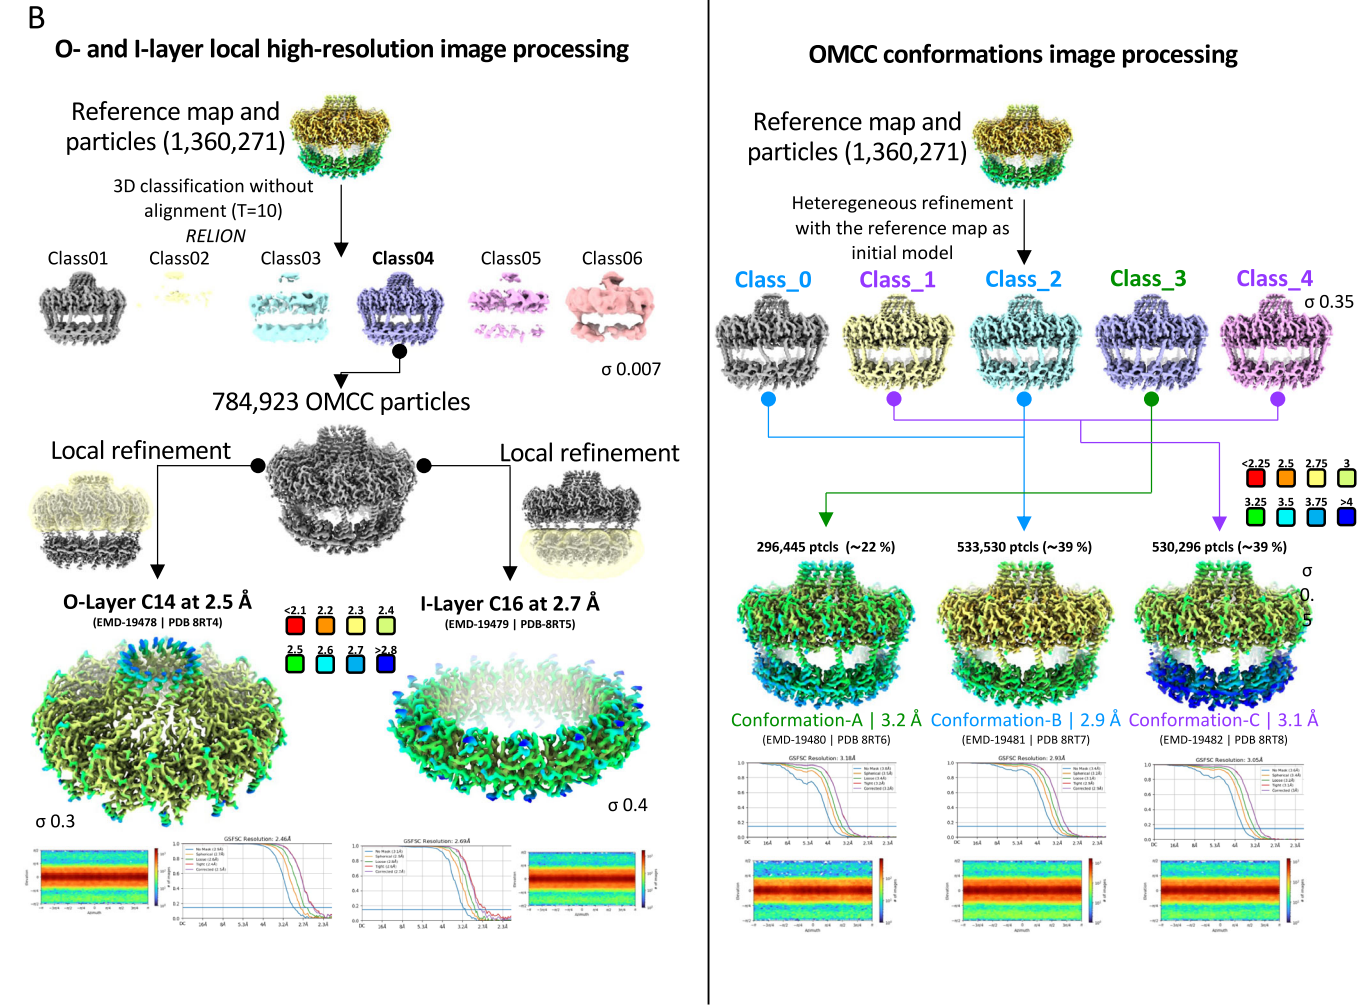 B
O- and I-layer local high-resolution image processing
Reference map and
particles (1,360,271)
3D classification without
alignment (T=10)
RELION
Class01
Class02
Class03
Class04
Class05
Class06
σ 0.007
784,923 OMCC particles
Local refinement
Local refinement
O-Layer C14 at 2.5 Å
(EMD-19478 | PDB 8RT4)
<2.1 2.2 2.3 2.4
2.5 2.6 2.7 >2.8
I-Layer C16 at 2.7 Å
(EMD-19479 | PDB-8RT5)
σ 0.3
σ 0.4
GSFSC Resolution: 2.46Å
GSFSC Resolution: 2.69Å
OMCC conformations image processing
Reference map and
particles (1,360,271)
Heteregeneous refinement
with the reference map as
initial model
Class_0
Class_1
Class_2
Class_3
Class_4
σ 0.35
<2.25 2.5 2.75 3
3.25 3.5 3.75 >4
296,445 ptcls (~22 %)
533,530 ptcls (~39 %)
530,296 ptcls (~39 %)
σ
0.
5
Conformation-A | 3.2 Å
(EMD-19480 | PDB 8RT6)
Conformation-B | 2.9 Å
(EMD-19481 | PDB 8RT7)
Conformation-C | 3.1 Å
(EMD-19482 | PDB 8RT8)
GSFSC Resolution: 3.18Å
GSFSC Resolution: 2.93Å
GSFSC Resolution: 3.05Å